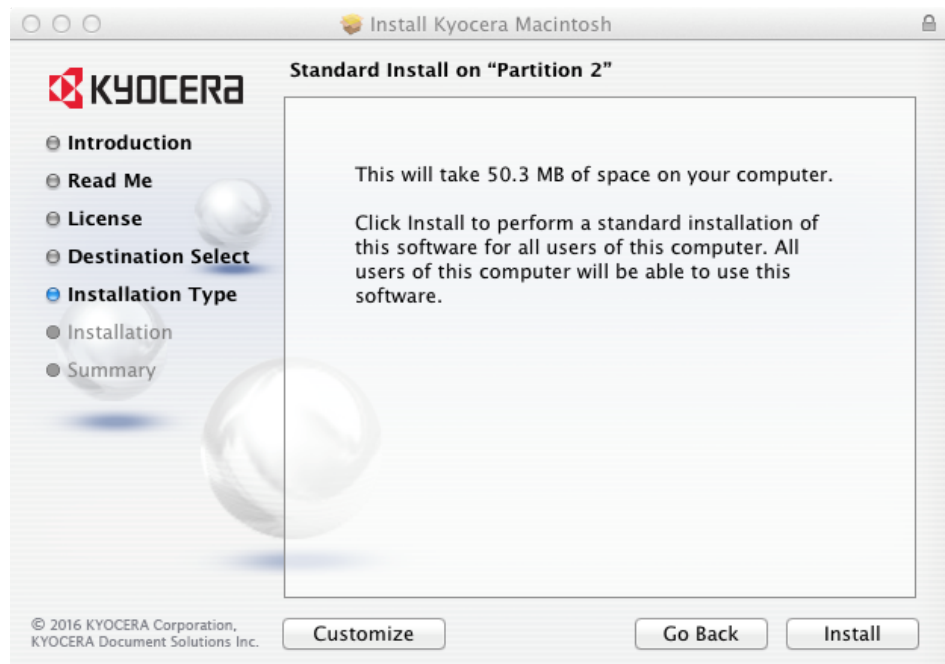 Install Kyocera Macintosh
KYOCERA
Standard Install on “Partition 2”
Introduction
Read Me
License
Destination Select
Installation Type
Installation
Summary
This will take 50.3 MB of space on your computer.
Click Install to perform a standard installation of
this software for all users of this computer. All
users of this computer will be able to use this
software.
© 2016 KYOCERA Corporation,
KYOCERA Document Solutions Inc.
Customize
Go Back
Install